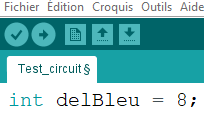 Fichier Édition Croquis Outils Aide
Test_circuit §
int delBleu = 8;